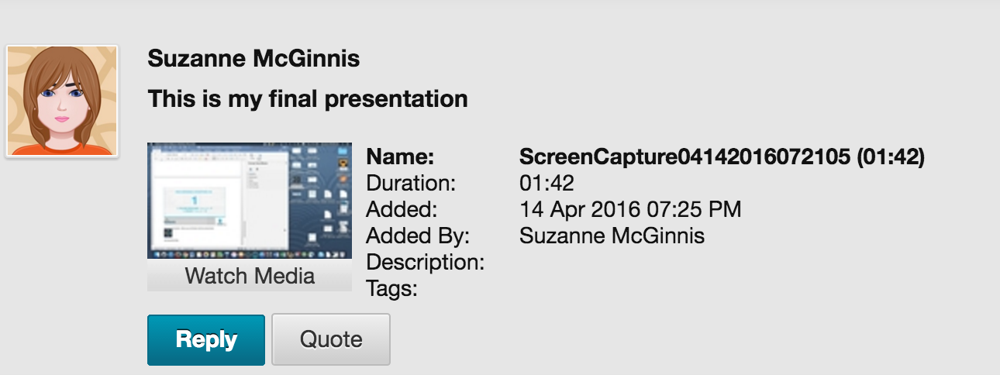 Suzanne McGinnis
This is my final presentation
Name: ScreenCapture04142016072105 (01:42)
Duration: 01:42
Added: 14 Apr 2016 07:25 PM
Added By: Suzanne McGinnis
Description:
Tags:
1
Watch Media
Reply Quote